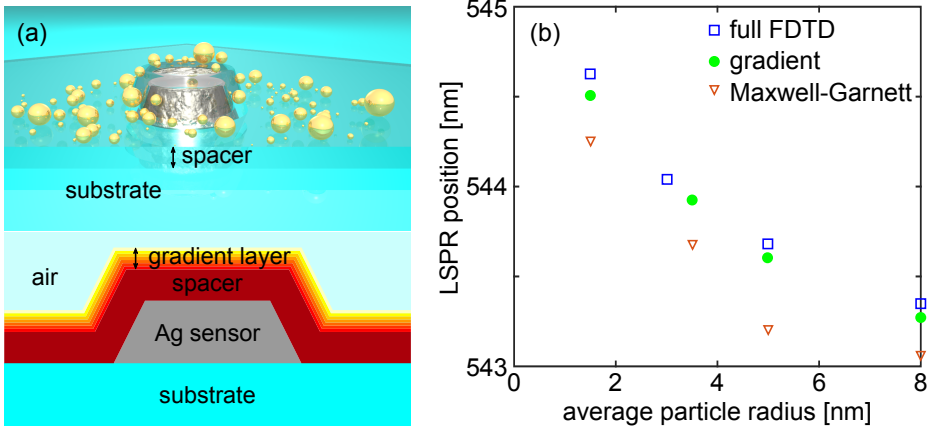 (a)
spacer
substrate
gradient layer
air
spacer
Ag sensor
substrate
(b)
full FDTD
gradient
Maxwell-Garnett
LSPR position [nm]
545
544
543
0 2 4 6 8
average particle radius [nm]